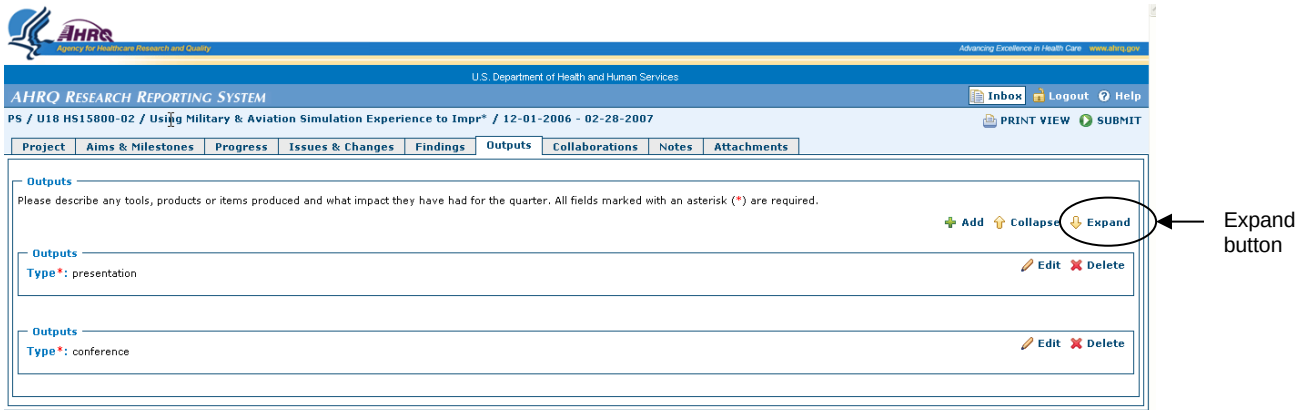 AHRQ
Agency for Healthcare Research and Quality
Advancing Excellence in Health Care www.ahrq.gov
U.S. Department of Health and Human Services
AHRQ RESEARCH REPORTING SYSTEM
Inbox Logout ? Help
PS / U18 HS15800-02 / Using Military & Aviation Simulation Experience to Impr* / 12-01-2006 - 02-28-2007
PRINT VIEW SUBMIT
Project Aims & Milestones Progress Issues & Changes Findings Outputs Collaborations Notes Attachments
Outputs
Please describe any tools, products or items produced and what impact they have had for the quarter. All fields marked with an asterisk (*) are required.
Add Collapse Expand
Expand
button
Outputs
Type*: presentation
Edit Delete
Outputs
Type*: conference
Edit Delete